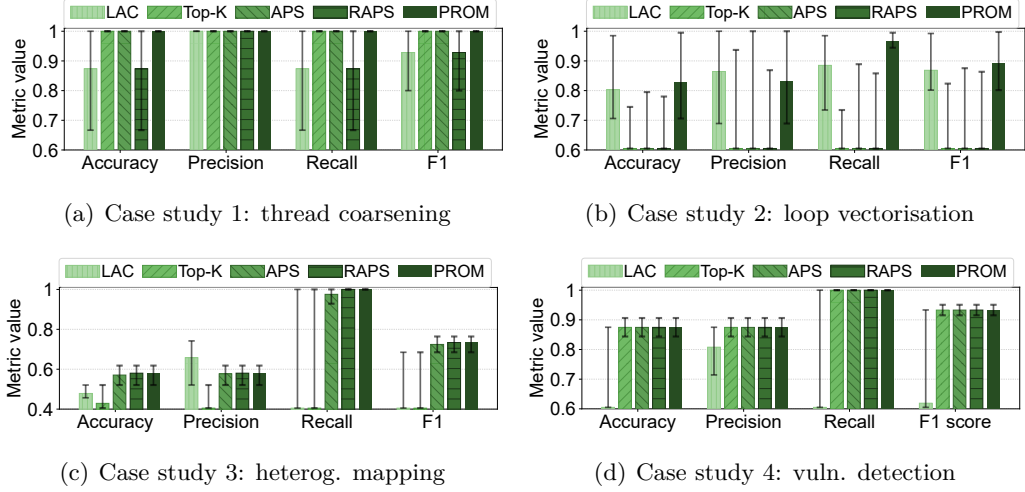 LAC Top-K APS RAPS PROM
Metric value
1
0.9
0.8
0.7
0.6
Accuracy Precision Recall F1
(a) Case study 1: thread coarsening
LAC Top-K APS RAPS PROM
Metric value
1
0.9
0.8
0.7
0.6
Accuracy Precision Recall F1
(b) Case study 2: loop vectorisation
LAC Top-K APS RAPS PROM
Metric value
1
0.8
0.6
0.4
Accuracy Precision Recall F1
(c) Case study 3: heterog. mapping
LAC Top-K APS RAPS PROM
Metric value
1
0.9
0.8
0.7
0.6
Accuracy Precision Recall F1 score
(d) Case study 4: vuln. detection